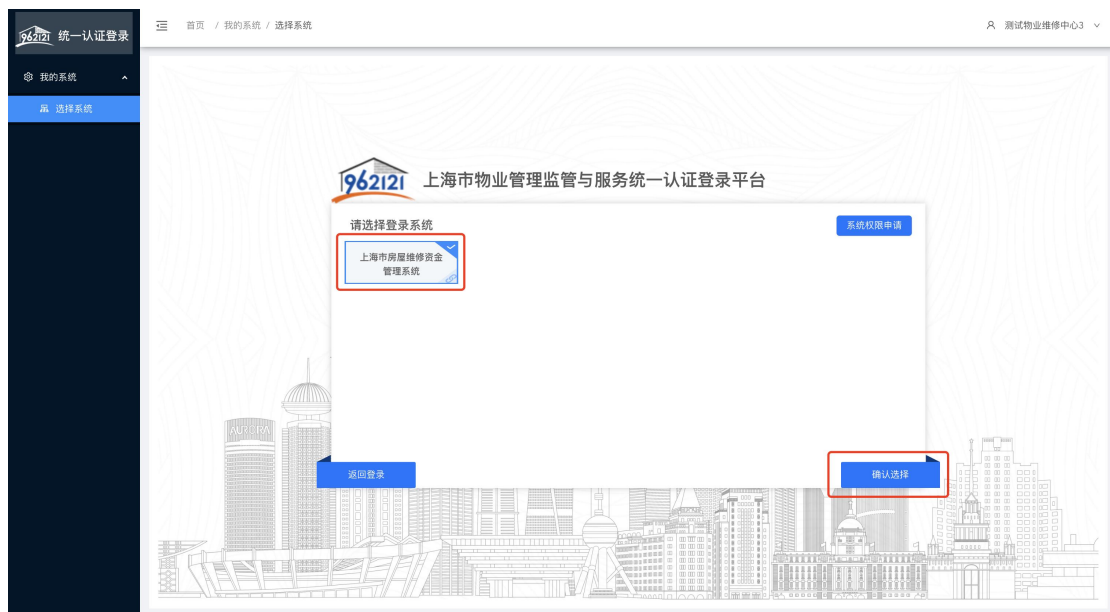 962121 统一认证登录
首页 / 我的系统 / 选择系统
测试物业维修中心3
我的系统
选择系统
962121 上海市物业管理监管与服务统一认证登录平台
请选择登录系统
系统权限申请
上海市房屋维修资金
管理系统
AURORA
返回登录
确认选择